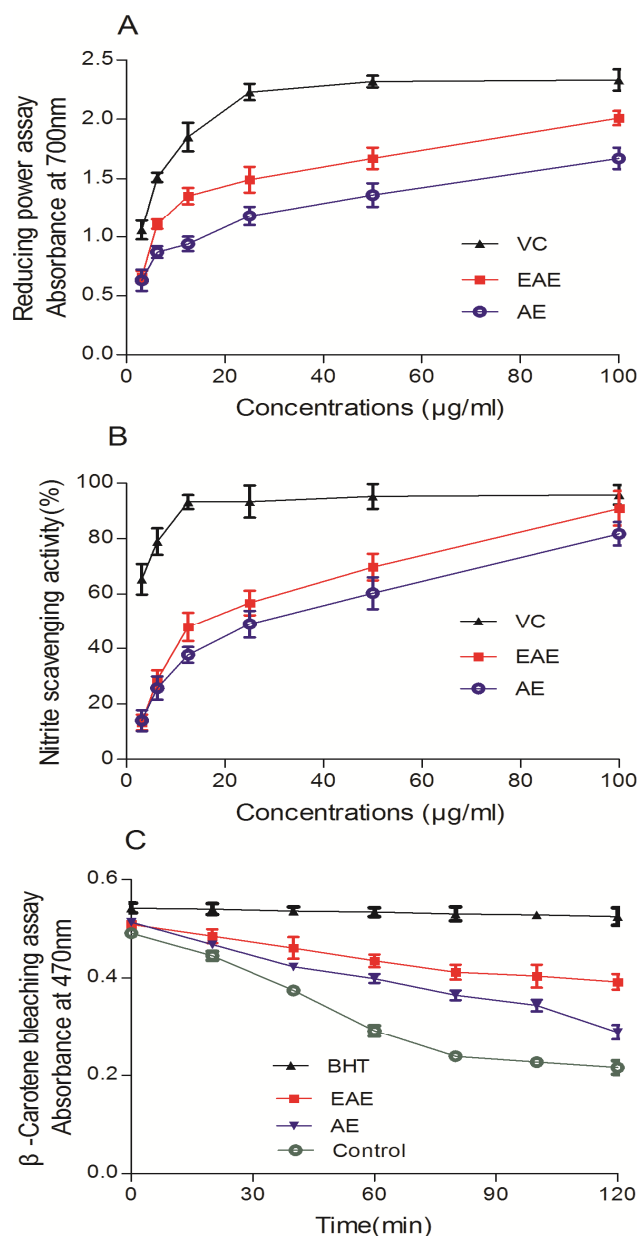 A
Reducing power assay
Absorbance at 700nm
2.5
2.0
1.5
1.0
0.5
0.0
VC
EAE
AE
0 20 40 60 80 100
Concentrations (µg/ml)
B
Nitrite scavenging activity(%)
100
80
60
40
20
0
VC
EAE
AE
0 20 40 60 80 100
Concentrations (µg/ml)
C
β -Carotene bleaching assay
Absorbance at 470nm
0.6
0.4
0.2
0.0
BHT
EAE
AE
Control
0 30 60 90 120
Time(min)